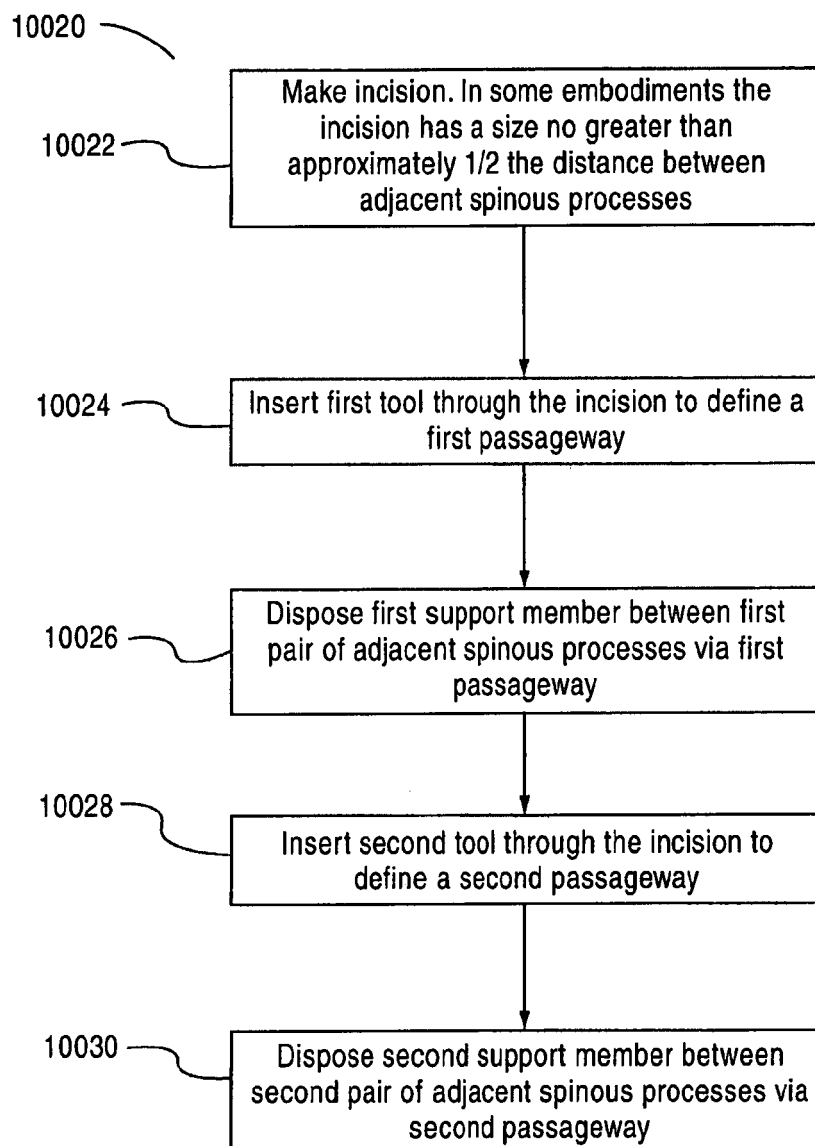 10020
10022
Make incision. In some embodiments the
incision has a size no greater than
approximately 1/2 the distance between
adjacent spinous processes
10024
Insert first tool through the incision to define a
first passageway
10026
Dispose first support member between first
pair of adjacent spinous processes via first
passageway
10028
Insert second tool through the incision to
define a second passageway
10030
Dispose second support member between
second pair of adjacent spinous processes via
second passageway